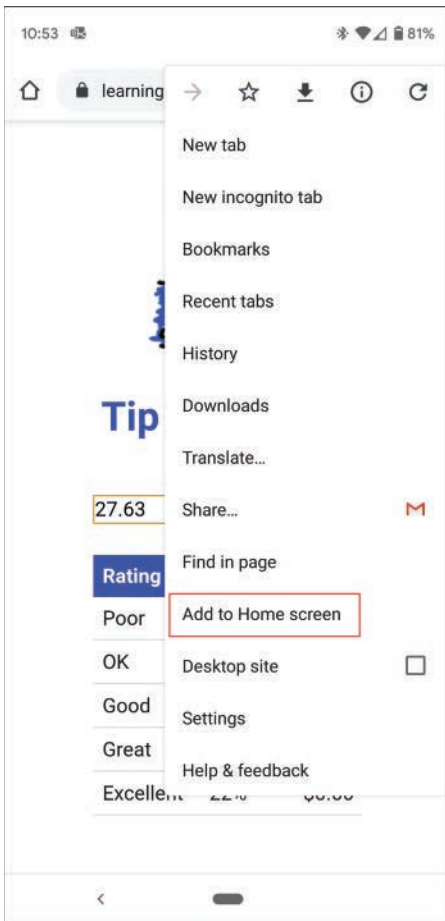 10:53 81%
learning
New tab
New incognito tab
Bookmarks
Recent tabs
History
Downloads
Tip
Translate...
27.63 Share...
Find in page
Rating
Add to Home screen
Poor
OK Desktop site
Good
Settings
Great
Help & feedback
Excellent